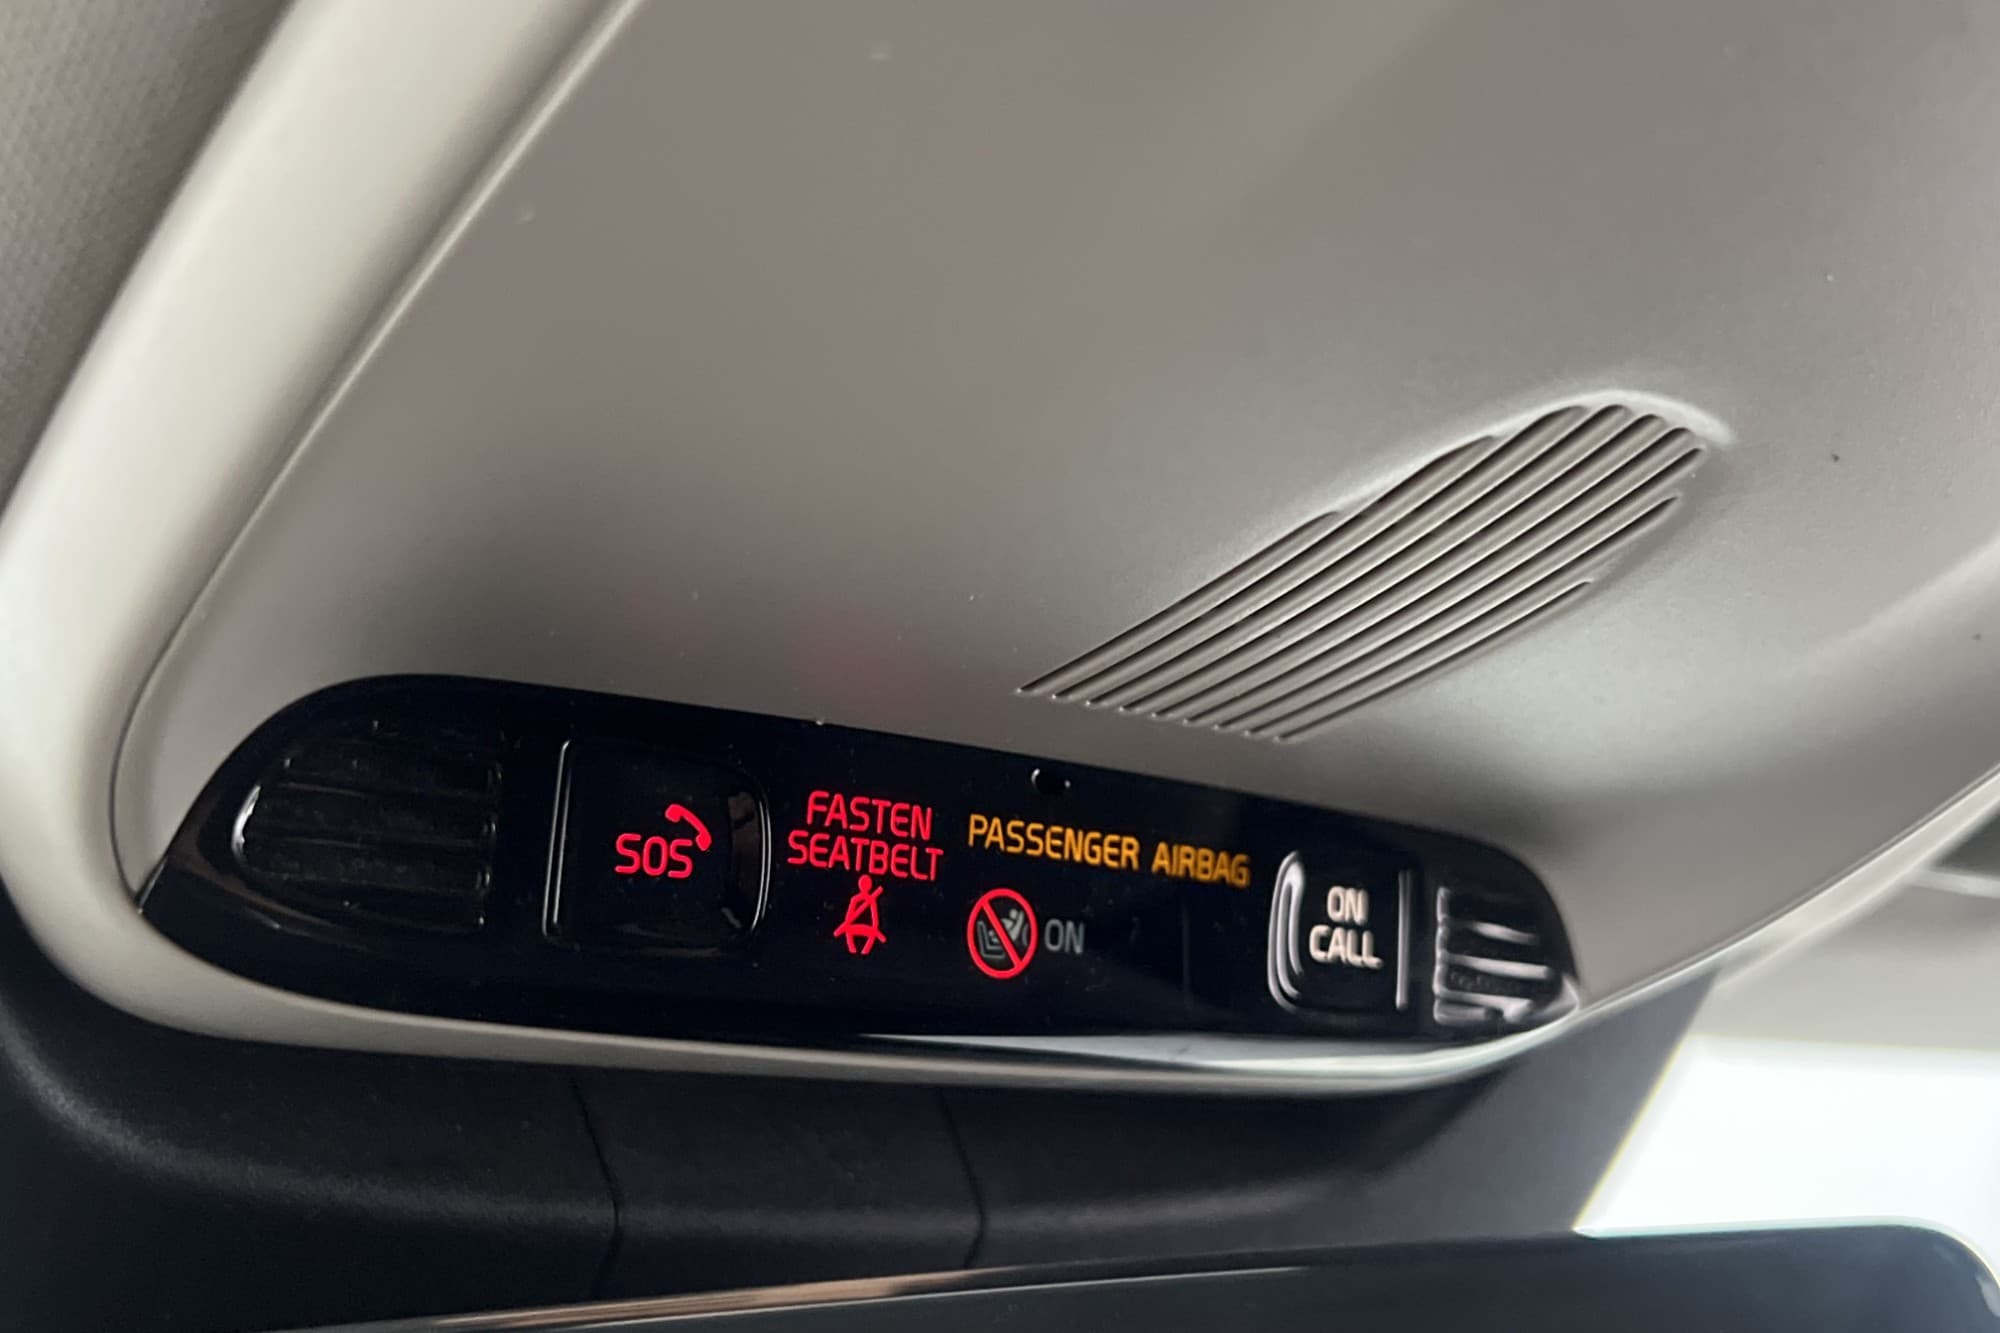 SOS
FASTEN
SEATBELT
PASSENGER AIRBAG
ON
ON
CALL